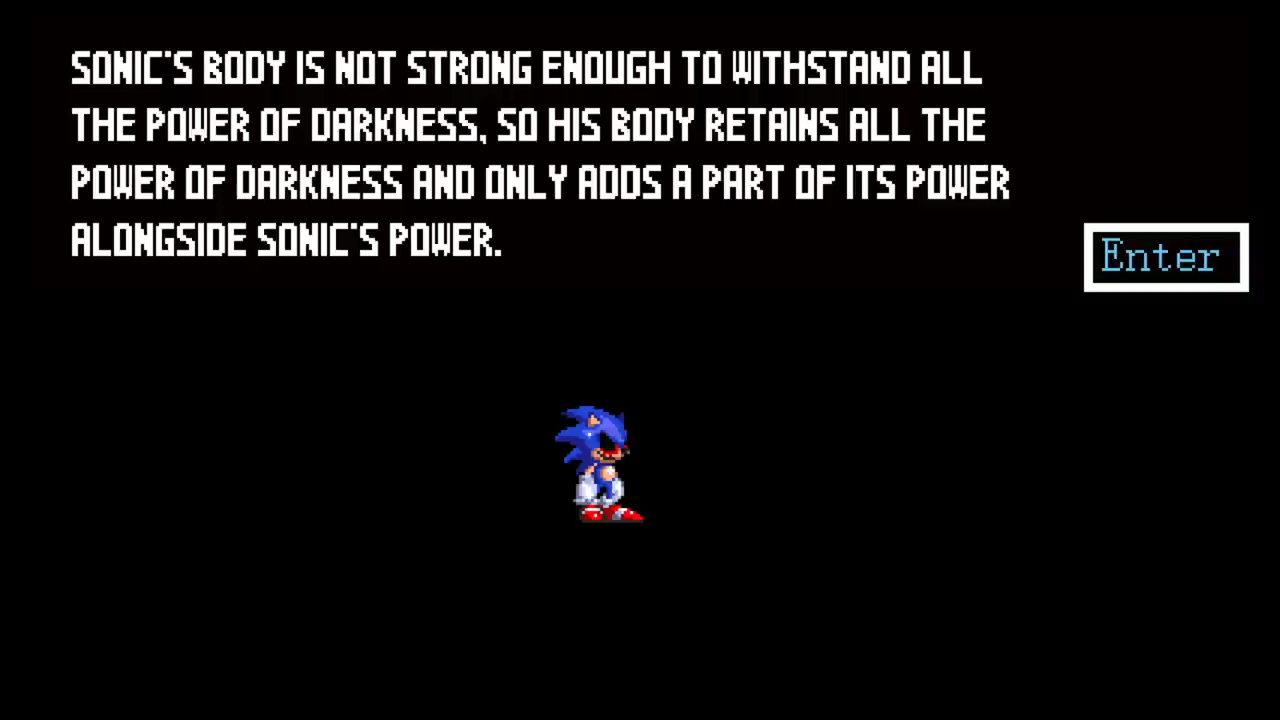 SONIC'S BODY IS NOT STRONG ENOUGH TO WITHSTAND ALL
THE POWER OF DARKNESS, SO HIS BODY RETAINS ALL THE
POWER OF DARKNESS AND ONLY ADDS A PART OF ITS POWER
ALONGSIDE SONIC'S POWER.
Enter